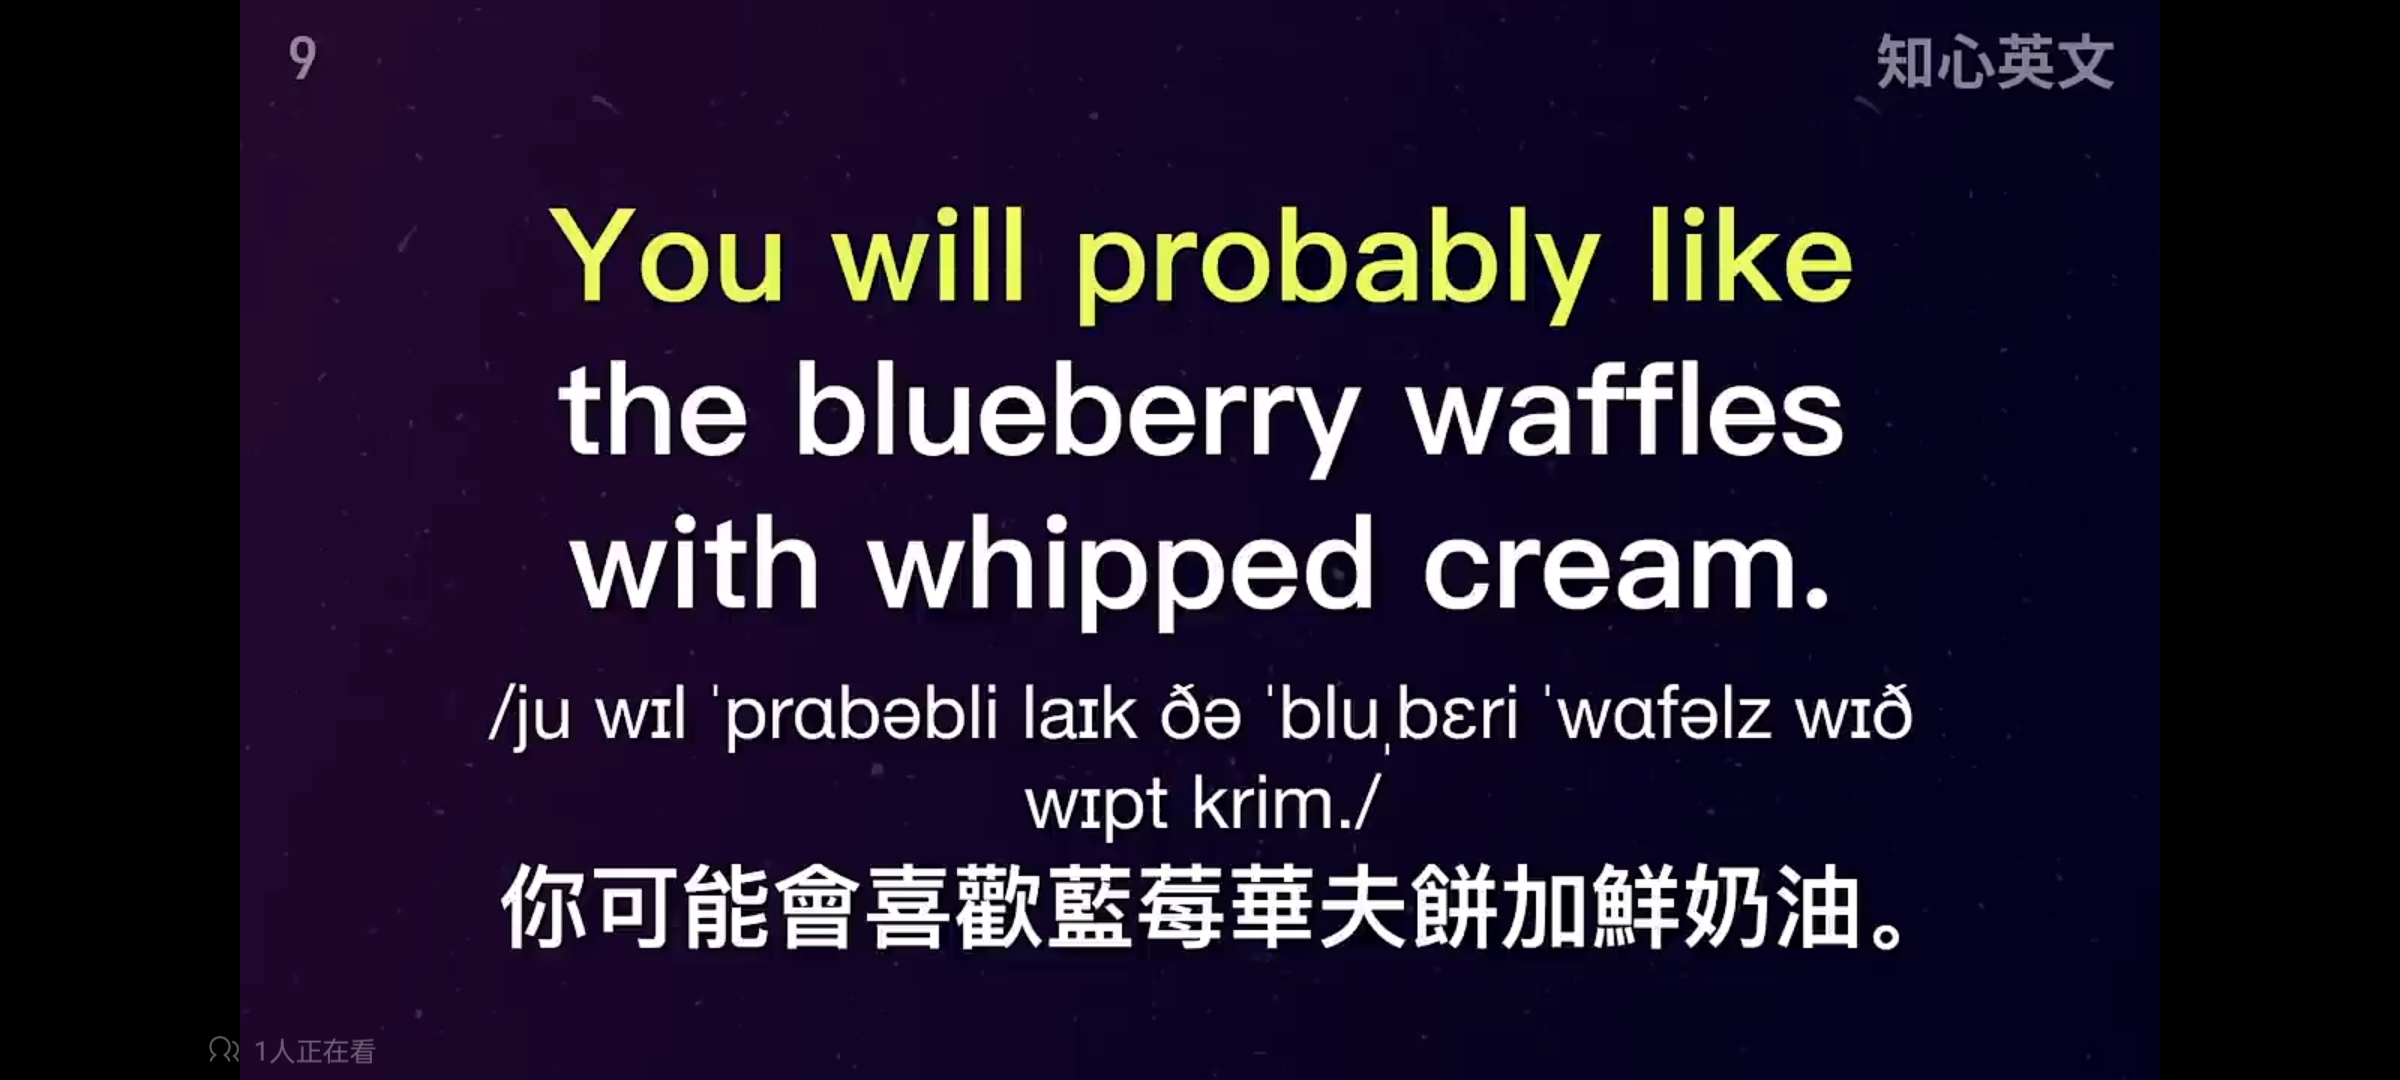 9
知心英文
You will probably like
the blueberry waffles
with whipped cream.
/ju wɪl ˈprɑbəbli laɪk ðə ˈbluˌbɛri ˈwɑfəlz wɪð
wɪpt krim./
你可能會喜歡藍莓華夫餅加鮮奶油。
1人正在看